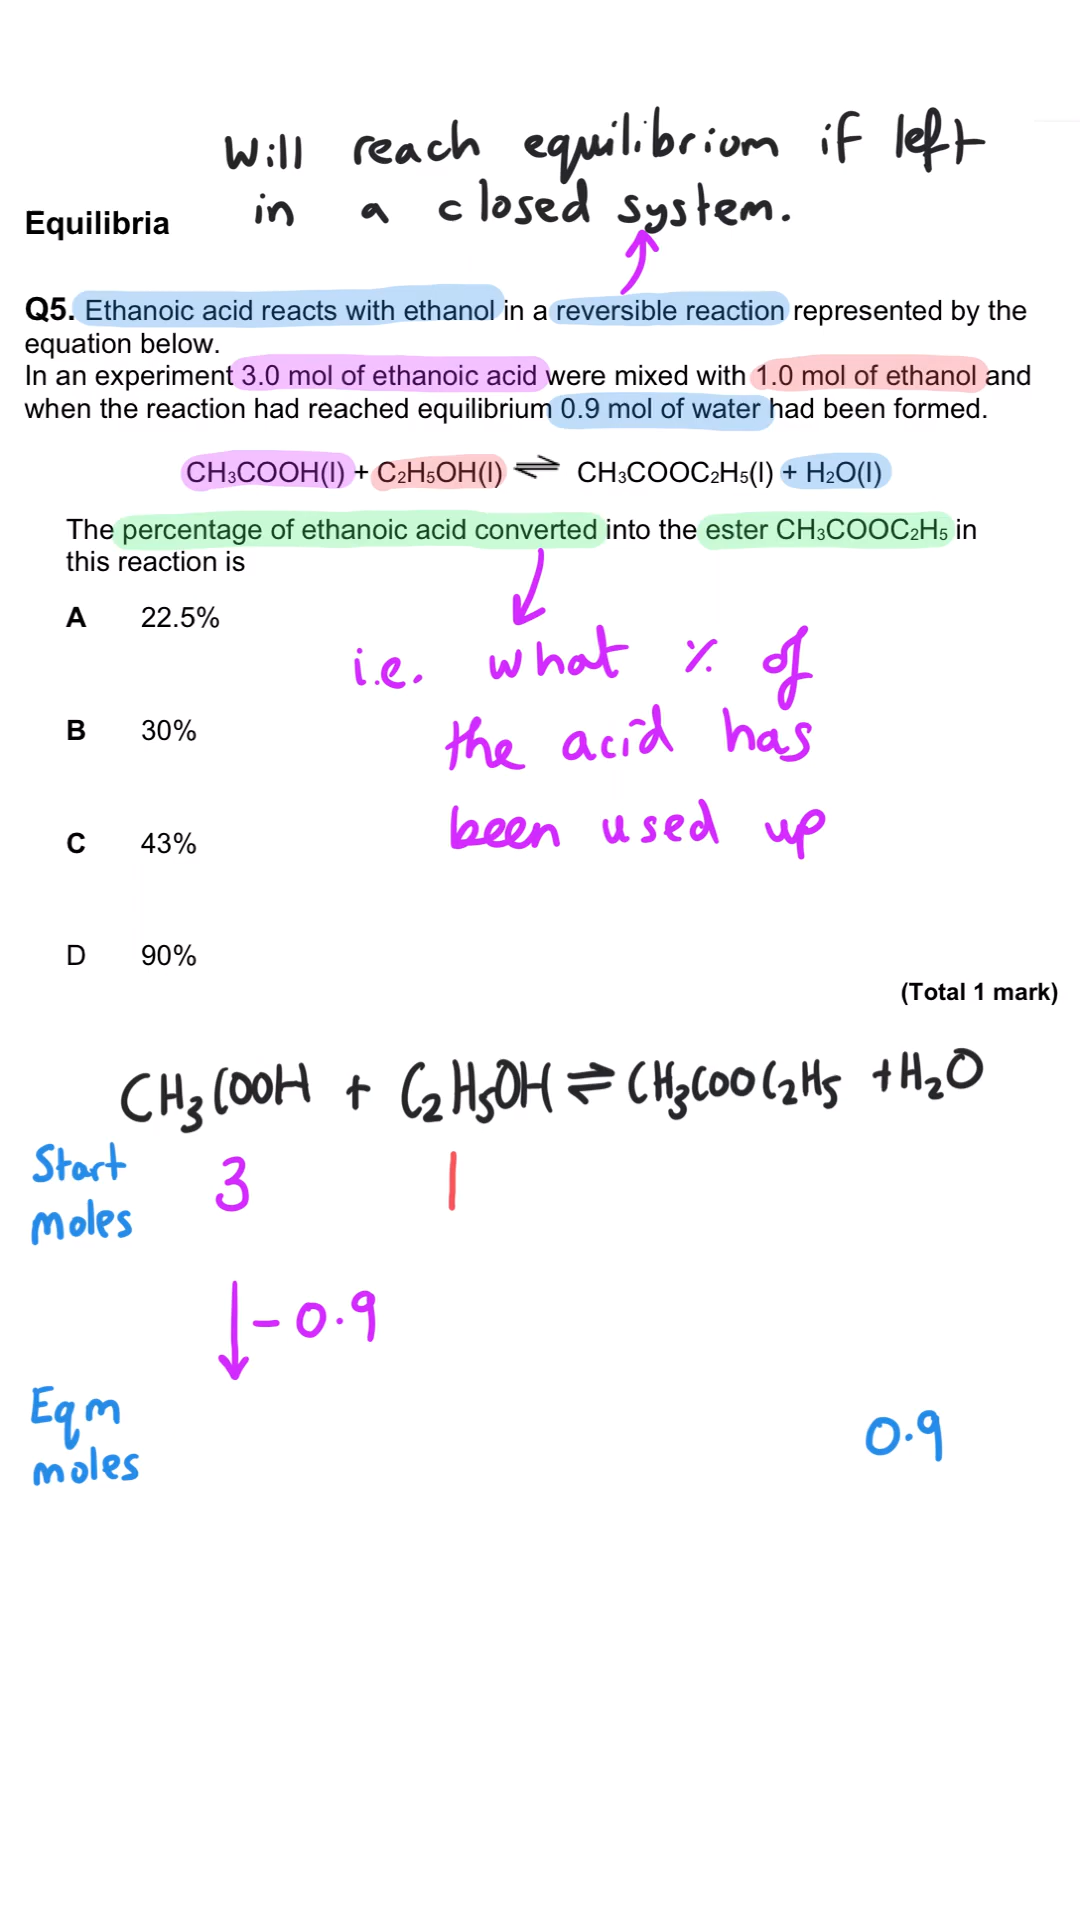 Will reach equilibriom if left
in a closed system.
Equilibria
Q5. Ethanoic acid reacts with ethanol in a reversible reaction represented by the
equation below.
In an experiment 3.0 mol of ethanoic acid were mixed with 1.0 mol of ethanol and
when the reaction had reached equilibrium 0.9 mol of water had been formed.
CH₃COOH(l) + C₂H₅OH(l) ⇌ CH₃COOC₂H₅(l) + H₂O(l)
The percentage of ethanoic acid converted into the ester CH₃COOC₂H₅ in
this reaction is
A 22.5%
i.e. what % of
B 30%
the acid has
been used up
C 43%
D 90%
(Total 1 mark)
CH₃COOH + C₂H₅OH ⇌ CH₃COOC₂H₅ + H₂O
Start 3 1
moles
↓ - 0.9
Eqm 0.9
moles